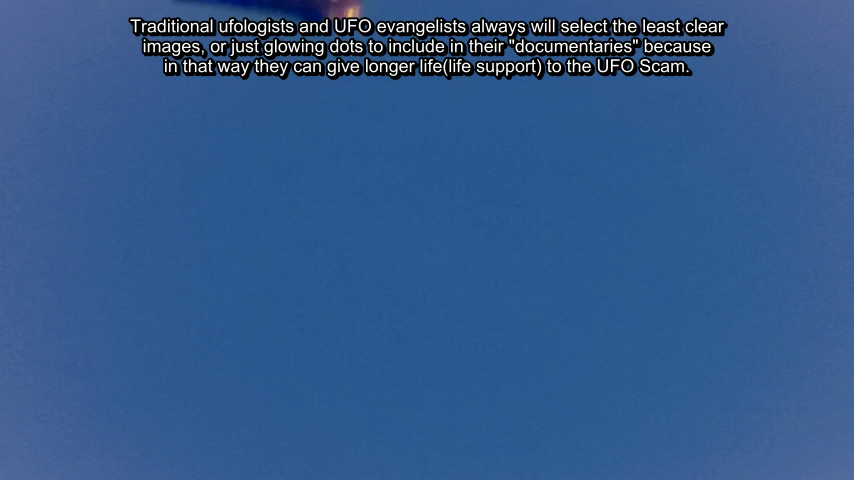 Traditional ufologists and UFO evangelists always will select the least clear
images, or just glowing dots to include in their "documentaries" because
in that way they can give longer life(life support) to the UFO Scam.